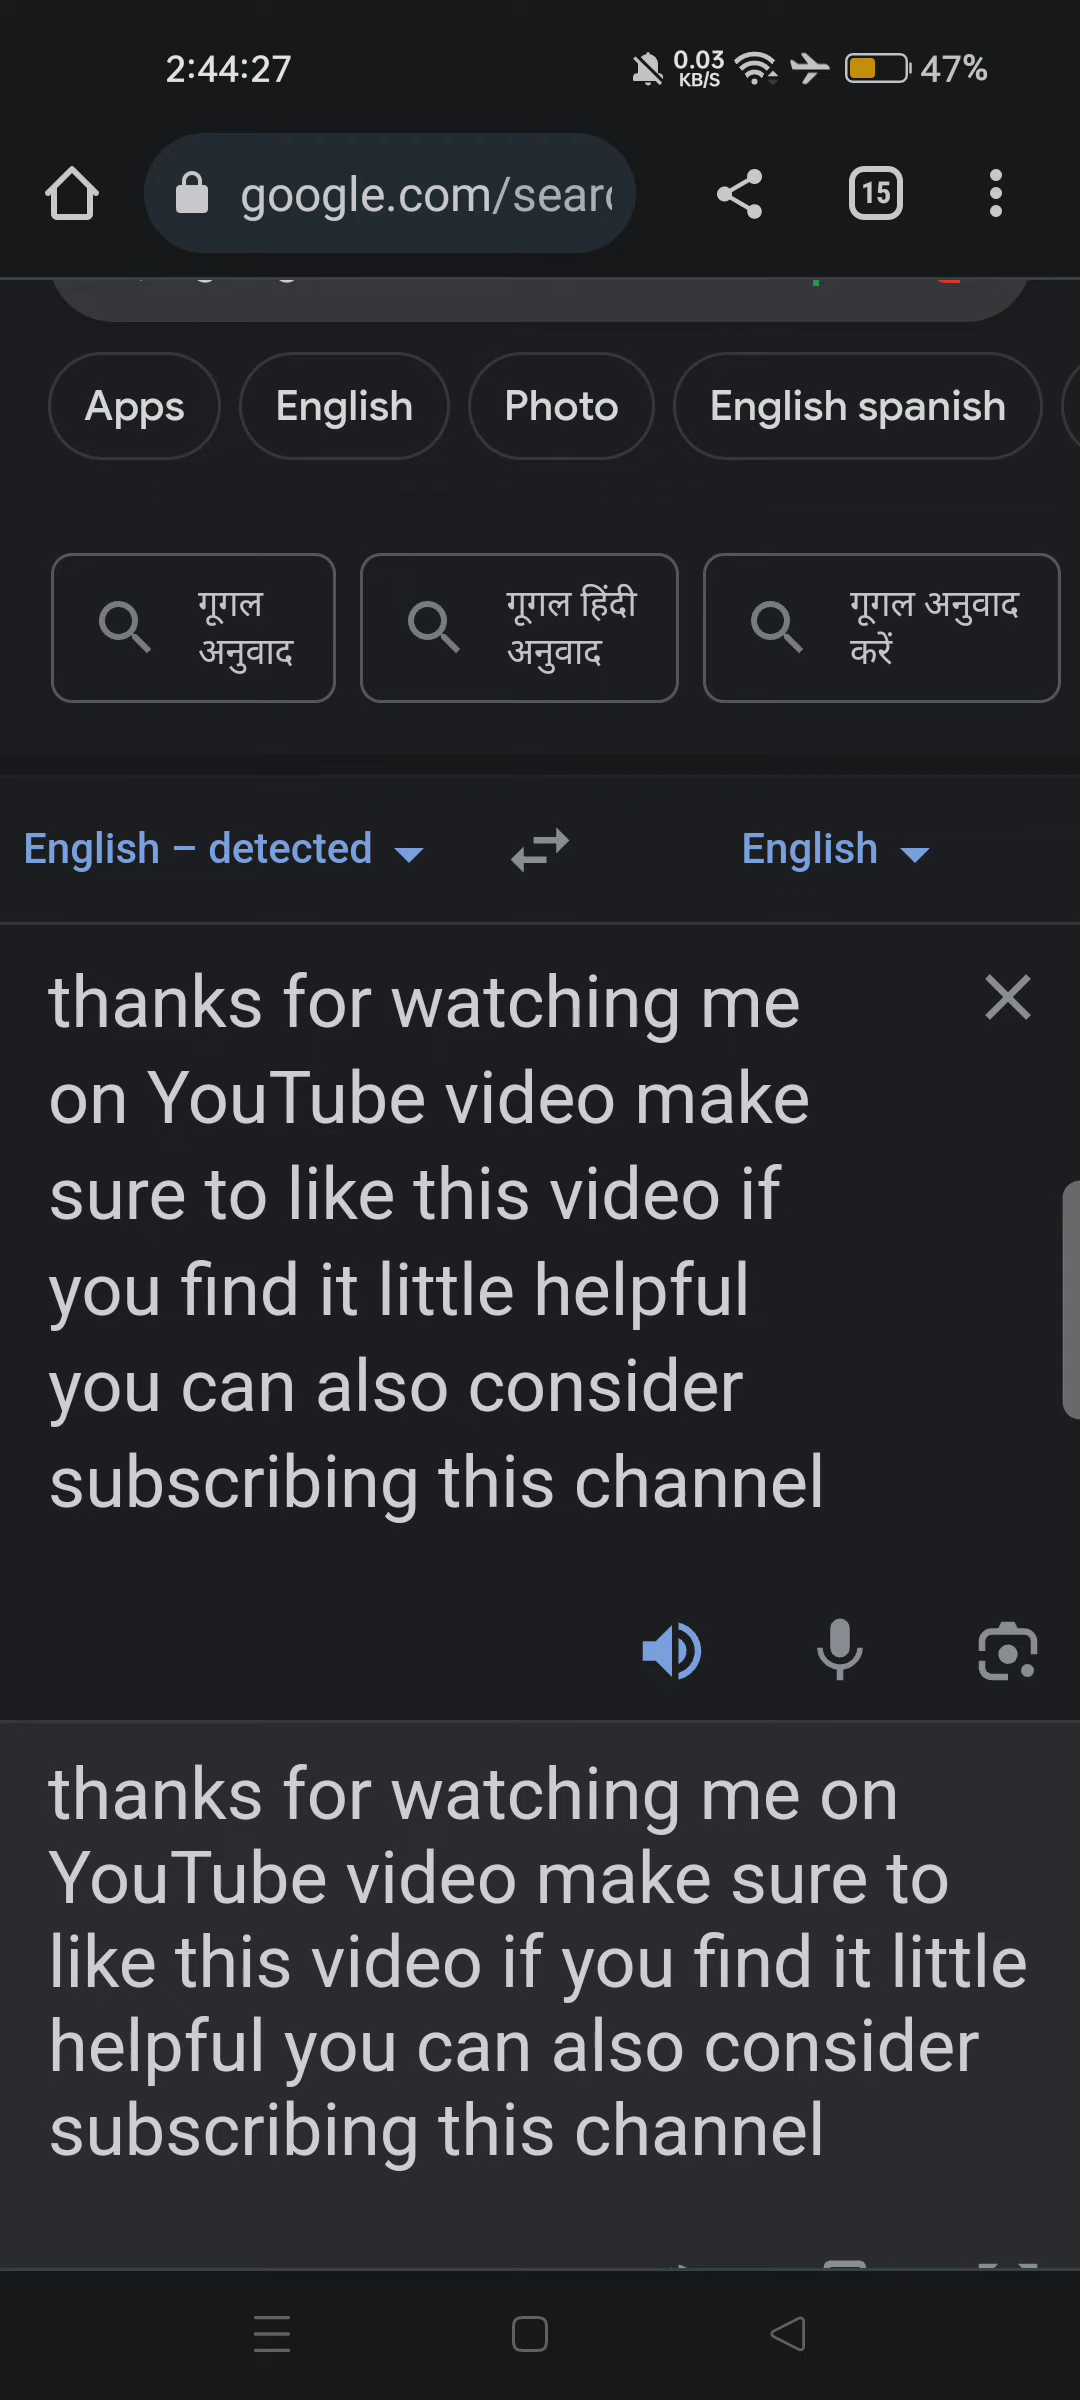 2:44:27 0.03 KB/S 47%
google.com/sear
15
Apps English Photo English spanish
गूगल अनुवाद
गूगल हिंदी अनुवाद
गूगल अनुवाद करें
English – detected English
thanks for watching me
on YouTube video make
sure to like this video if
you find it little helpful
you can also consider
subscribing this channel
thanks for watching me on
YouTube video make sure to
like this video if you find it little
helpful you can also consider
subscribing this channel